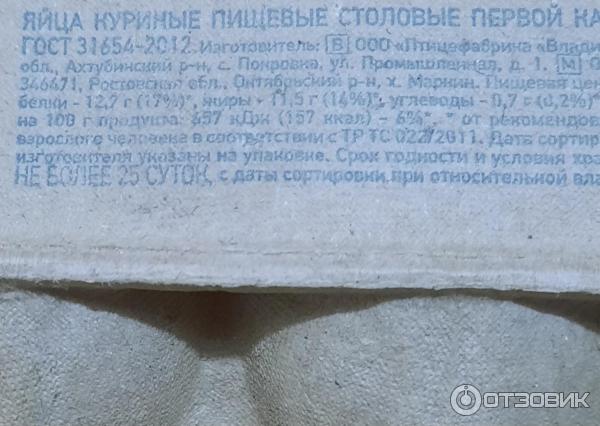 ЯЙЦА КУРИНЫЕ ПИЩЕВЫЕ СТОЛОВЫЕ ПЕРВОЙ КА
ГОСТ 31654-2012. Изготовитель: В ООО «Птицефабрика «Влади
обл., Ахтубинский р-н, с. Покровка, ул. Промышленная, д. 1. М О
346471, Ростовская обл., Октябрьский р-н, х. Маркин. Пищевая цен
белки - 12,7 г (17%)*, жиры - 11,5 г (14%)*, углеводы - 0,7 г (0,2%)*
на 100 г продукта: 657 кДж (157 ккал) - 6%*. * от рекомендов
взрослого человека в соответствии с ТР ТС 022/2011. Дата сортир
изготовителя указаны на упаковке. Срок годности и условия хра
НЕ БОЛЕЕ 25 СУТОК, с даты сортировки при относительной вла
ОТЗОВИК